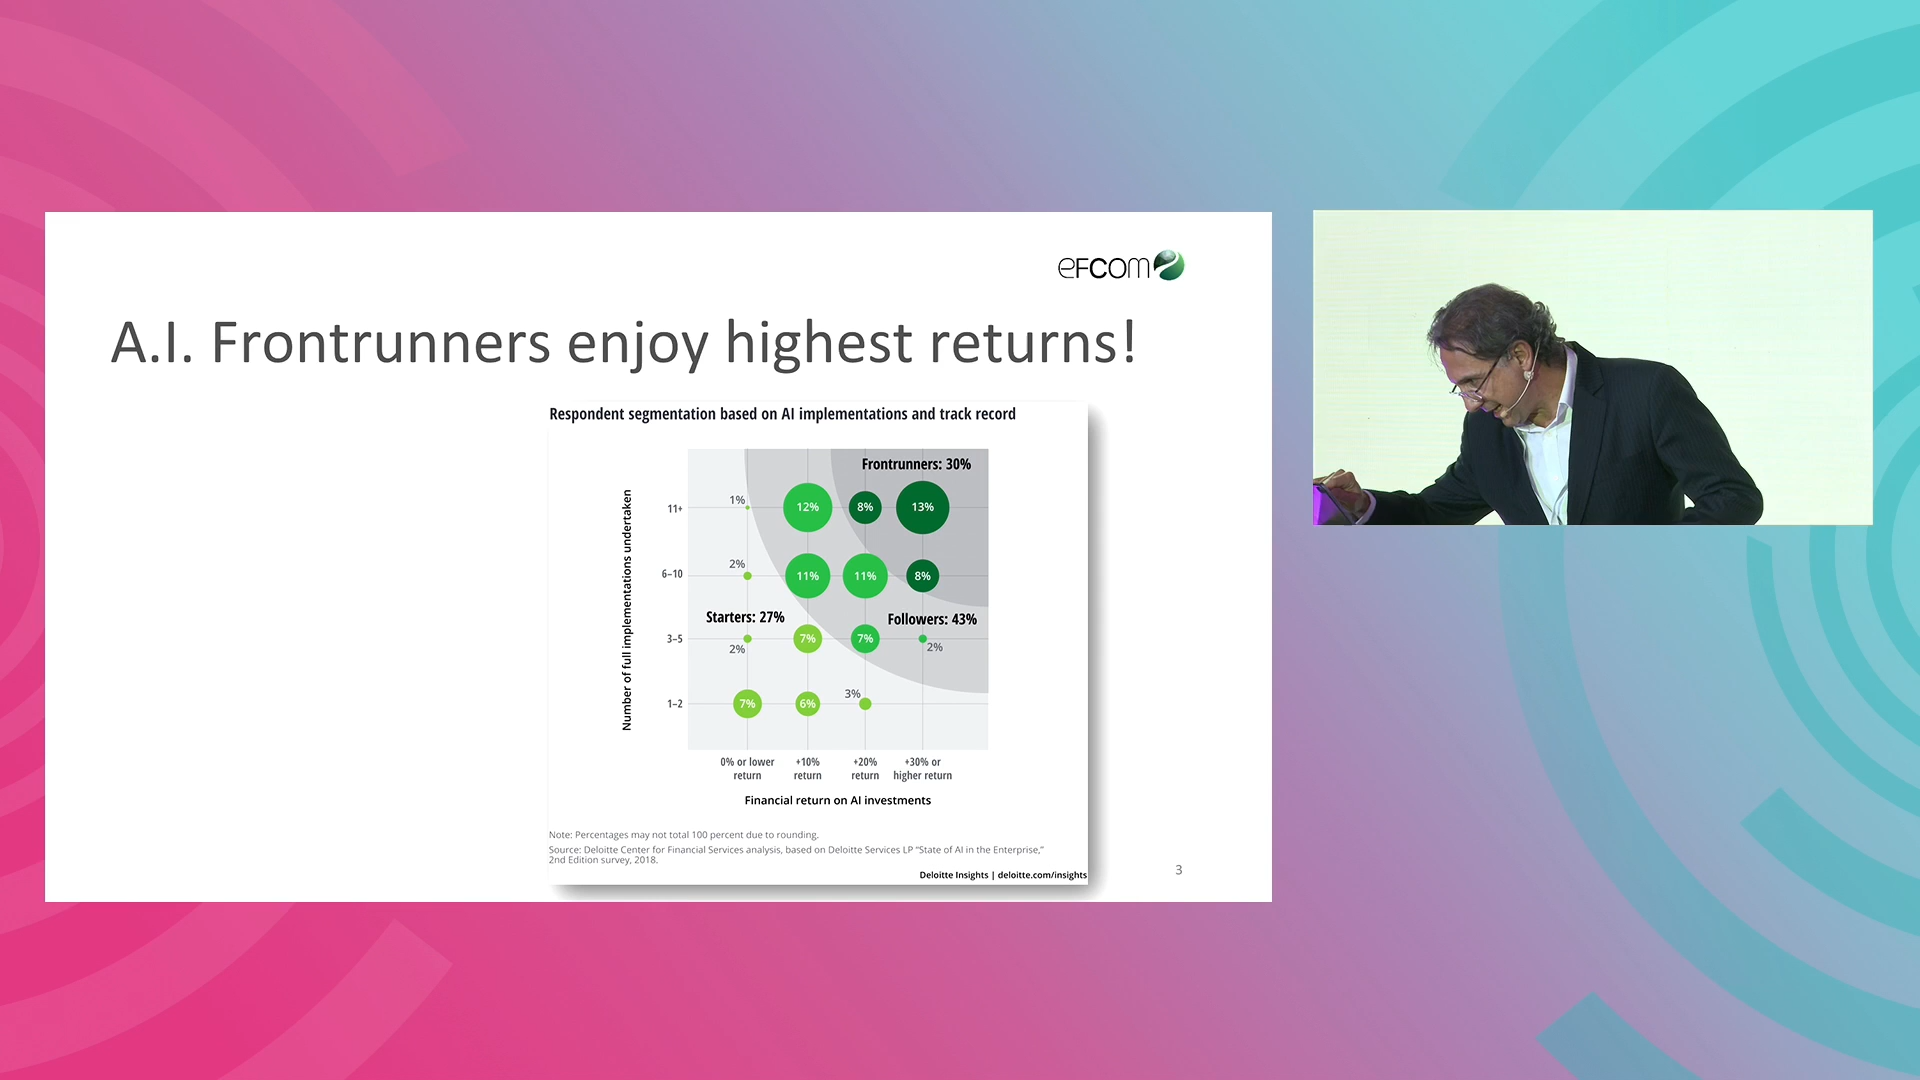 efcom
A.I. Frontrunners enjoy highest returns!
Respondent segmentation based on AI implementations and track record
Number of full implementations undertaken
Frontrunners: 30%
11+
1%
12%
8%
13%
6–10
2%
11%
11%
8%
Starters: 27%
Followers: 43%
3–5
2%
7%
7%
2%
1–2
7%
6%
3%
0% or lower
return
+10%
return
+20%
return
+30% or
higher return
Financial return on AI investments
Note: Percentages may not total 100 percent due to rounding.
Source: Deloitte Center for Financial Services analysis, based on Deloitte Services LP “State of AI in the Enterprise,”
2nd Edition survey, 2018.
Deloitte Insights | deloitte.com/insights
3